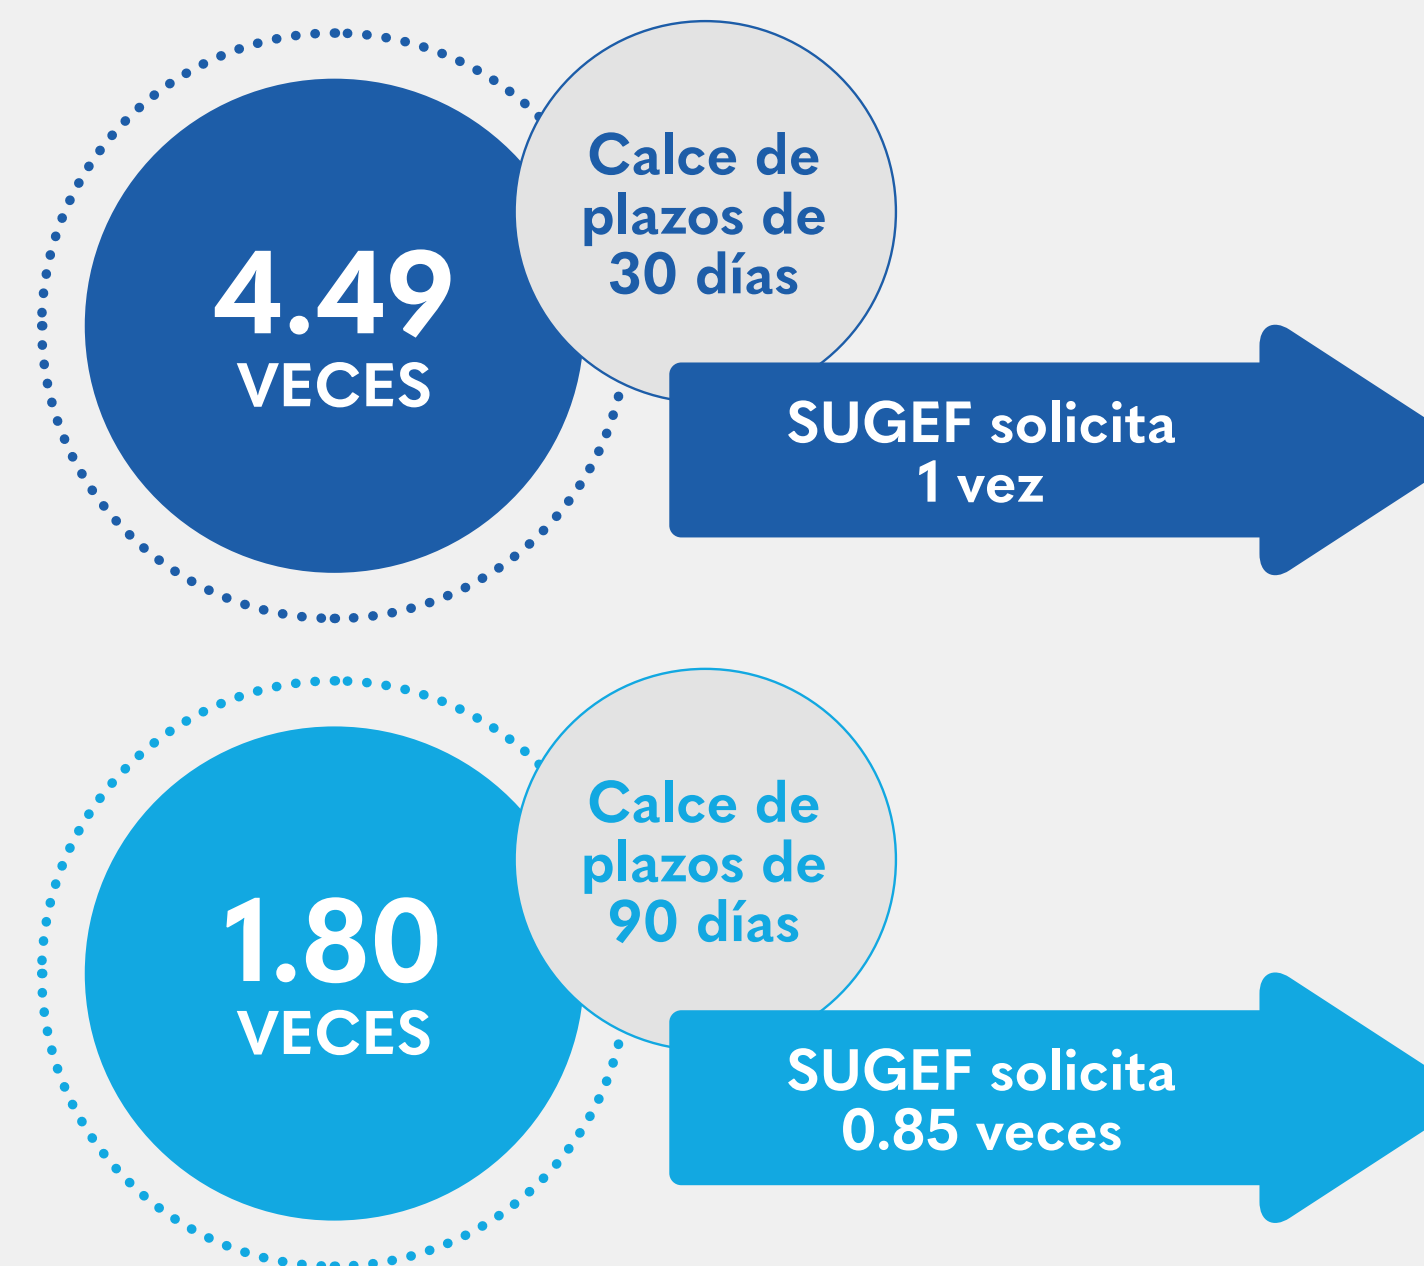 4.49
VECES
Calce de
plazos de
30 días
SUGEF solicita
1 vez
1.80
VECES
Calce de
plazos de
90 días
SUGEF solicita
0.85 veces